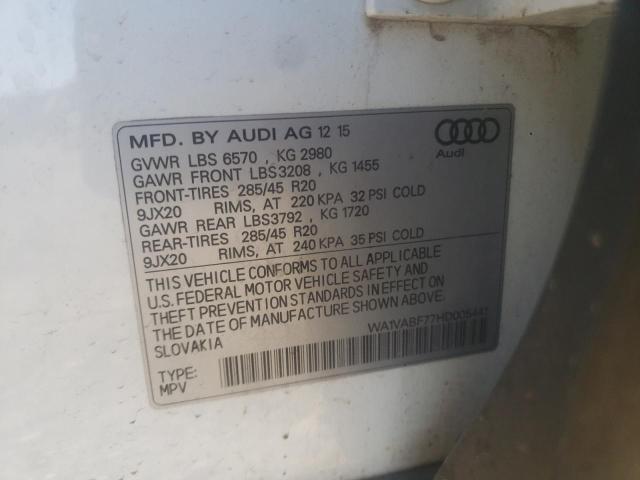 MFD. BY AUDI AG 12 15
GVWR LBS 6570 , KG 2980
GAWR FRONT LBS3208 , KG 1455
FRONT-TIRES 285/45 R20
9JX20 RIMS, AT 220 KPA 32 PSI COLD
GAWR REAR LBS3792 , KG 1720
REAR-TIRES 285/45 R20
9JX20 RIMS, AT 240 KPA 35 PSI COLD
Audi
THIS VEHICLE CONFORMS TO ALL APPLICABLE
U.S. FEDERAL MOTOR VEHICLE SAFETY AND
THEFT PREVENTION STANDARDS IN EFFECT ON
THE DATE OF MANUFACTURE SHOWN ABOVE.
SLOVAKIA
WA1VABF77HD005441
TYPE:
MPV